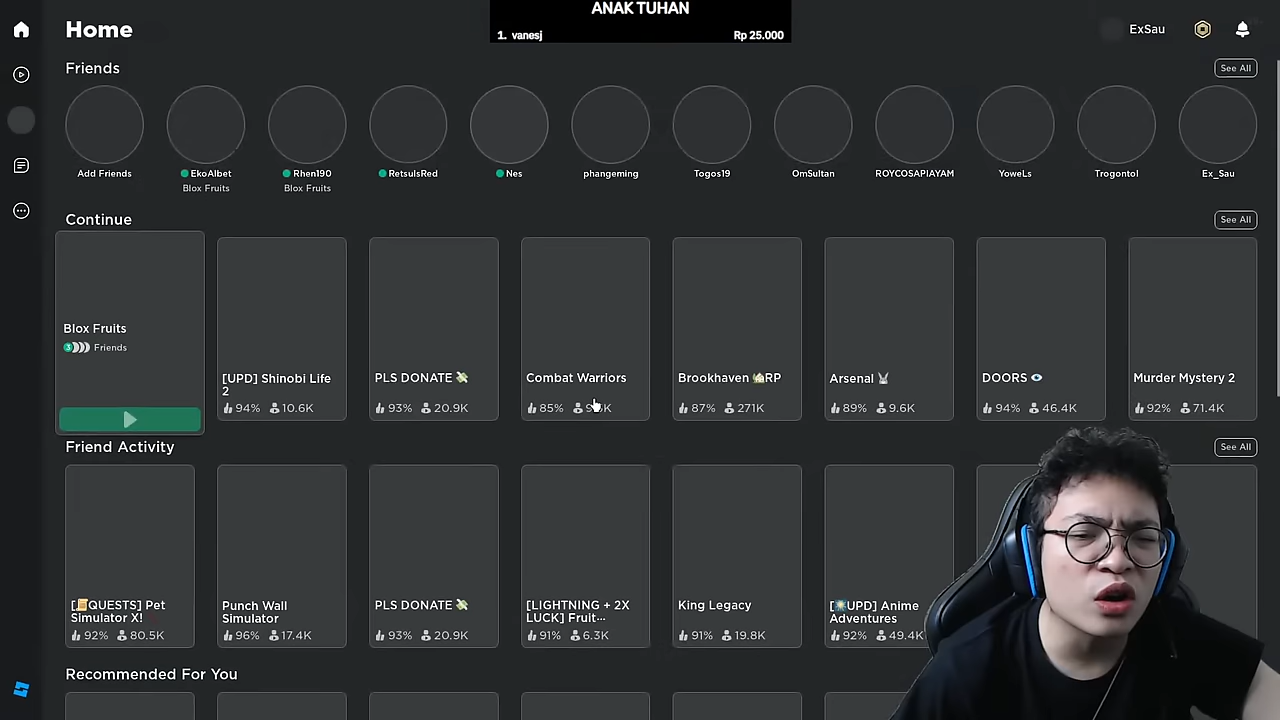 ANAK TUHAN
1. vanesj Rp 25.000
Home
ExSau
Friends
See All
Add Friends
EkoAlbet
Blox Fruits
Rhen190
Blox Fruits
RetsulsRed
Nes
phangeming
Togos19
OmSultan
ROYCOSAPIAYAM
YoweLs
Trogontol
Ex_Sau
Continue
See All
Blox Fruits
3 Friends
[UPD] Shinobi Life
2
94% 10.6K
PLS DONATE 💸
93% 20.9K
Combat Warriors
85%
Brookhaven 🏡RP
87% 271K
Arsenal
89% 9.6K
DOORS 👁️
94% 46.4K
Murder Mystery 2
92% 71.4K
Friend Activity
See All
[📜QUESTS] Pet
Simulator X!
92% 80.5K
Punch Wall
Simulator
96% 17.4K
PLS DONATE 💸
93% 20.9K
[LIGHTNING + 2X
LUCK] Fruit...
91% 6.3K
King Legacy
91% 19.8K
UPD] Anime
Adventures
92% 49.4K
Recommended For You